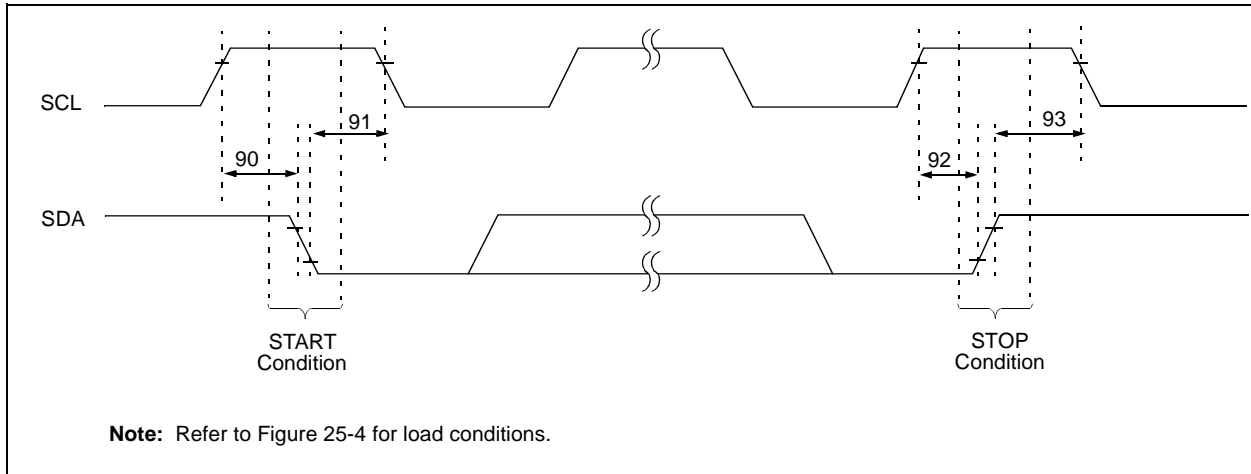 SCL
91
93
90
92
SDA
START
Condition
STOP
Condition
Note: Refer to Figure 25-4 for load conditions.